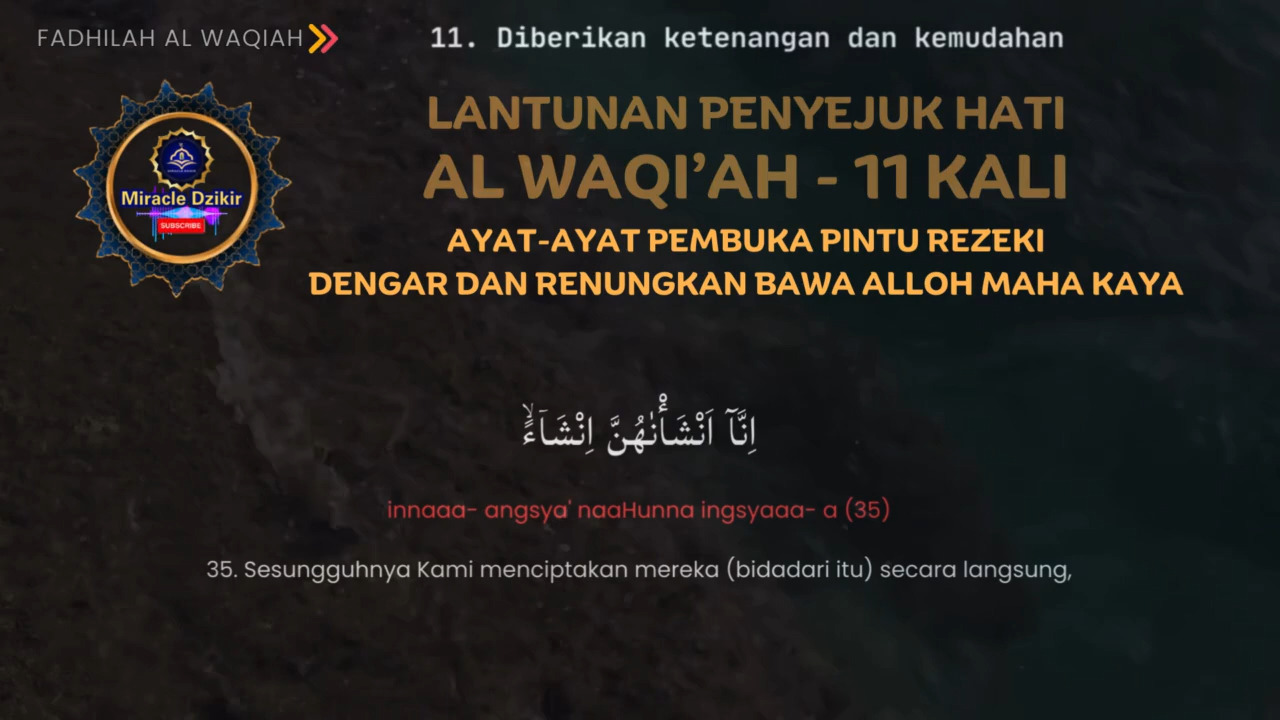 FADHILAH AL WAQIAH
11. Diberikan ketenangan dan kemudahan
LANTUNAN PENYEJUK HATI
AL WAQI’AH - 11 KALI
AYAT-AYAT PEMBUKA PINTU REZEKI
DENGAR DAN RENUNGKAN BAWA ALLOH MAHA KAYA
Miracle Dzikir
SUBSCRIBE
اِنَّآ اَنْشَأْنٰهُنَّ اِنْشَاۤءًۙ
innaaa- angsya' naaHunna ingsyaaa- a (35)
35. Sesungguhnya Kami menciptakan mereka (bidadari itu) secara langsung,